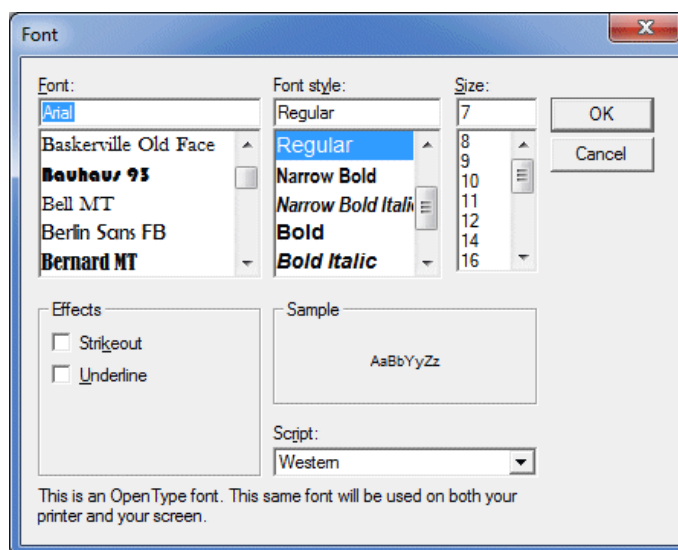 Font
Font:
Arial
Baskerville Old Face
Bauhaus 93
Bell MT
Berlin Sans FB
Bernard MT
Font style:
Regular
Regular
Narrow Bold
Narrow Bold Itali
Bold
Bold Italic
Size:
7
8
9
10
11
12
14
16
OK
Cancel
Effects
Strikeout
Underline
Sample
AaBbYyZz
Script:
Western
This is an OpenType font. This same font will be used on both your
printer and your screen.